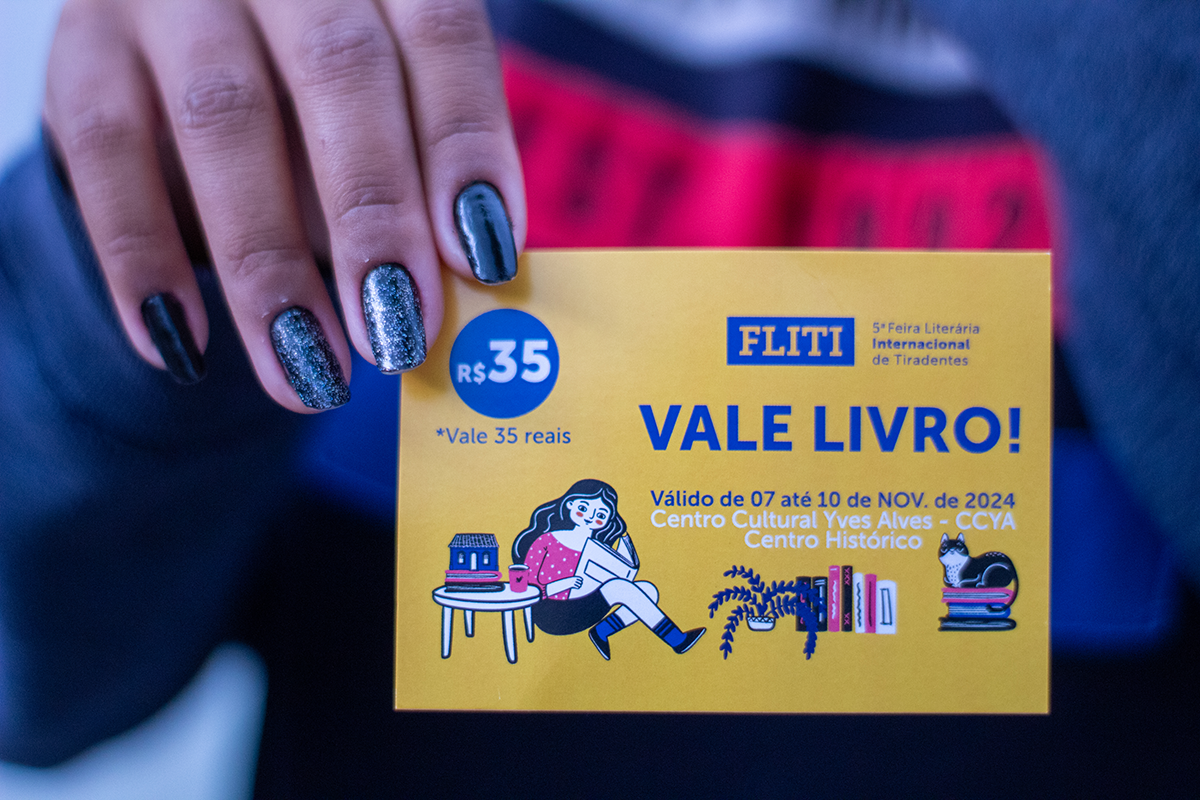 R$35
*Vale 35 reais
FLITI
5ª Feira Literária
Internacional
de Tiradentes
VALE LIVRO!
Válido de 07 até 10 de NOV. de 2024
Centro Cultural Yves Alves - CCYA
Centro Histórico